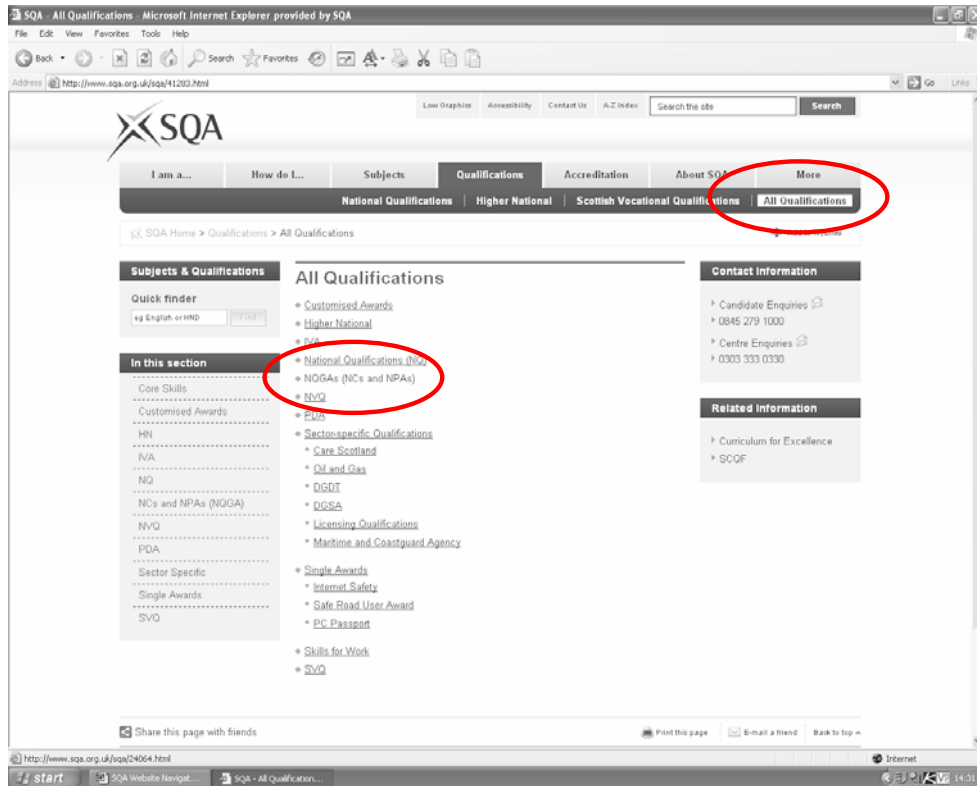 SQA - All Qualifications - Microsoft Internet Explorer provided by SQA
File Edit View Favorites Tools Help
Back Search Favorites
Address http://www.sqa.org.uk/sqa/41283.html Go Links
Low Graphics Accessibility Contact Us A-Z Index Search the site Search
SQA
I am a... How do I... Subjects Qualifications Accreditation About SQA More
National Qualifications | Higher National | Scottish Vocational Qualifications | All Qualifications
SQA Home > Qualifications > All Qualifications
Subjects & Qualifications
Quick finder
eg English or HND Find
In this section
Core Skills
Customised Awards
HN
IVA
NQ
NCs and NPAs (NQGA)
NVQ
PDA
Sector Specific
Single Awards
SVQ
All Qualifications
Customised Awards
Higher National
IVA
National Qualifications (NQ)
NQGAs (NCs and NPAs)
NVQ
PDA
Sector-specific Qualifications
Care Scotland
Oil and Gas
DGDT
DGSA
Licensing Qualifications
Maritime and Coastguard Agency
Single Awards
Internet Safety
Safe Road User Award
PC Passport
Skills for Work
SVQ
Contact Information
Candidate Enquiries
0845 279 1000
Centre Enquiries
0303 333 0330
Related Information
Curriculum for Excellence
SCQF
Share this page with friends
Print this page E-mail a friend Back to top
http://www.sqa.org.uk/sqa/24064.html Internet
start SQA Website Navigat... SQA - All Qualification... 14:31